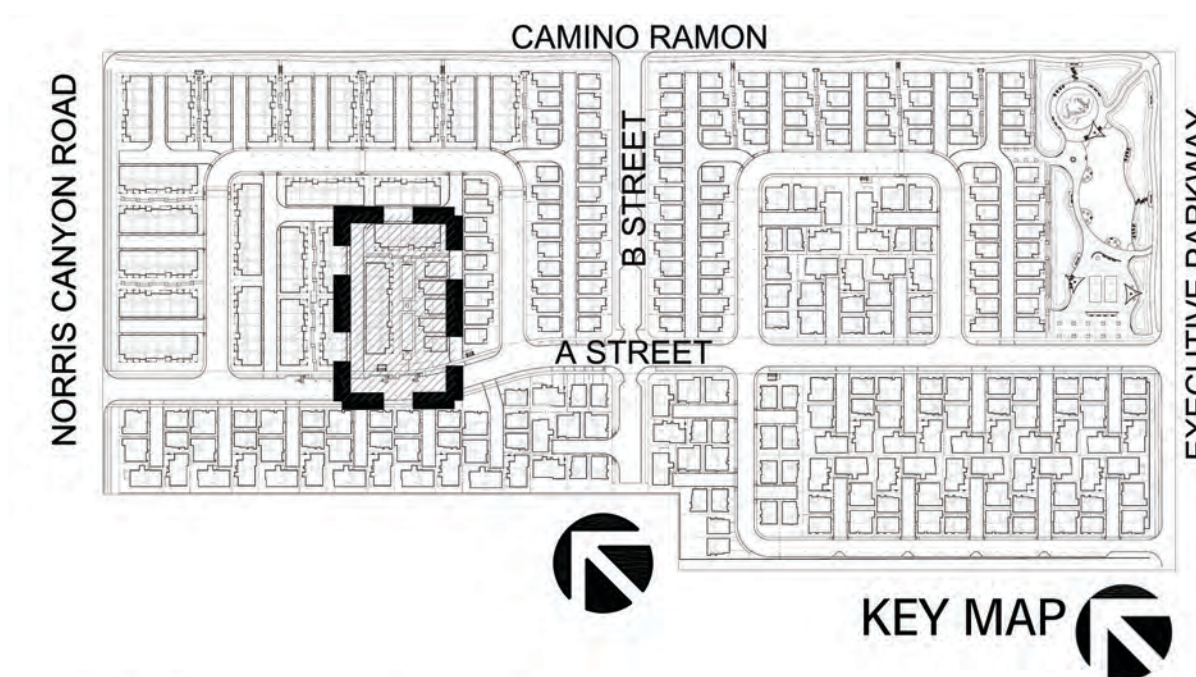 CAMINO RAMON
NORRIS CANYON ROAD
B STREET
EXECUTIVE PARKWAY
A STREET
KEY MAP